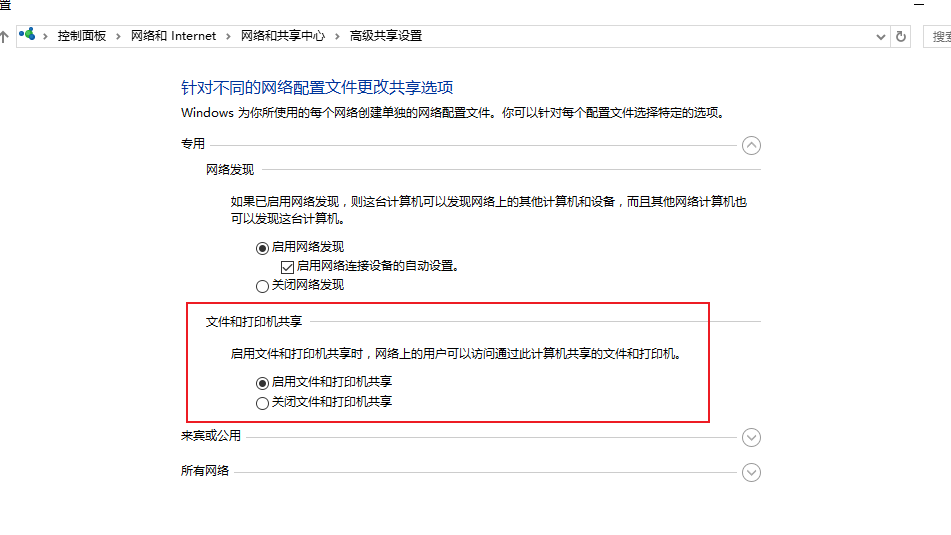 置
控制面板 › 网络和 Internet › 网络和共享中心 › 高级共享设置
搜索
针对不同的网络配置文件更改共享选项
Windows 为你所使用的每个网络创建单独的网络配置文件。你可以针对每个配置文件选择特定的选项。
专用
网络发现
如果已启用网络发现，则这台计算机可以发现网络上的其他计算机和设备，而且其他网络计算机也
可以发现这台计算机。
启用网络发现
启用网络连接设备的自动设置。
关闭网络发现
文件和打印机共享
启用文件和打印机共享时，网络上的用户可以访问通过此计算机共享的文件和打印机。
启用文件和打印机共享
关闭文件和打印机共享
来宾或公用
所有网络